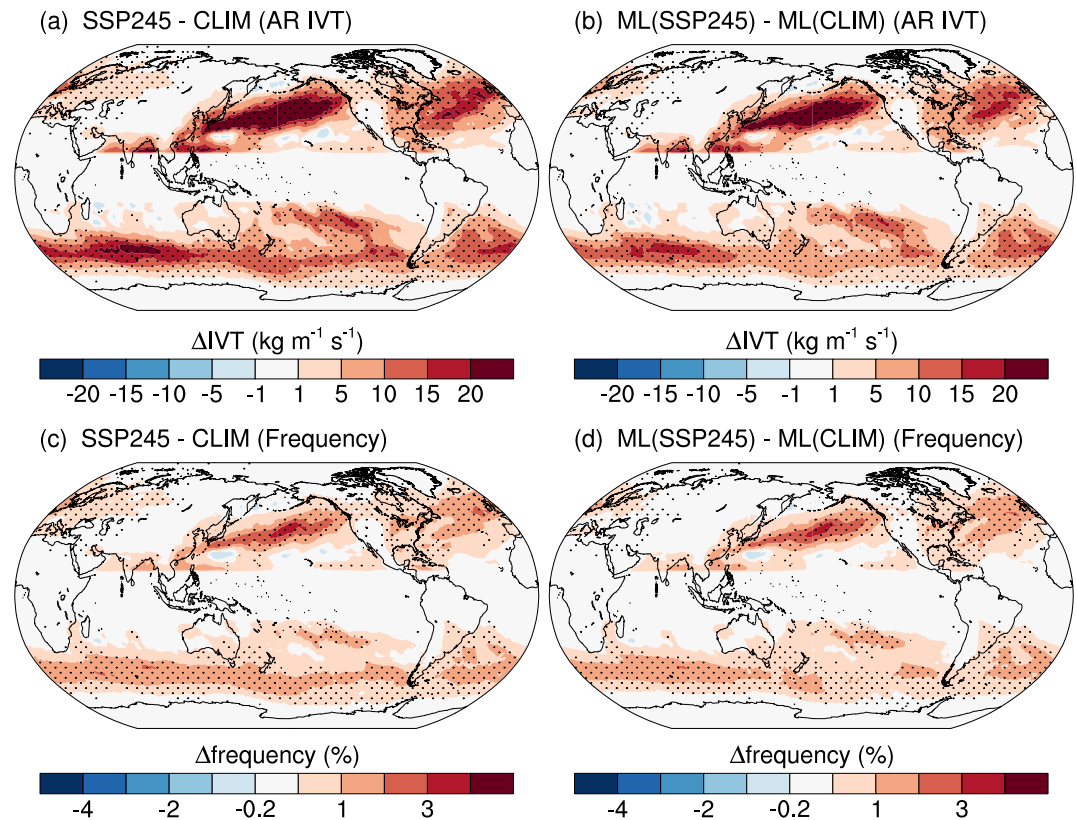 (a) SSP245 - CLIM (AR IVT)
(b) ML(SSP245) - ML(CLIM) (AR IVT)
ΔIVT (kg m⁻¹ s⁻¹)
-20 -15 -10 -5 -1 1 5 10 15 20
ΔIVT (kg m⁻¹ s⁻¹)
-20 -15 -10 -5 -1 1 5 10 15 20
(c) SSP245 - CLIM (Frequency)
(d) ML(SSP245) - ML(CLIM) (Frequency)
Δfrequency (%)
-4 -2 -0.2 1 3
Δfrequency (%)
-4 -2 -0.2 1 3